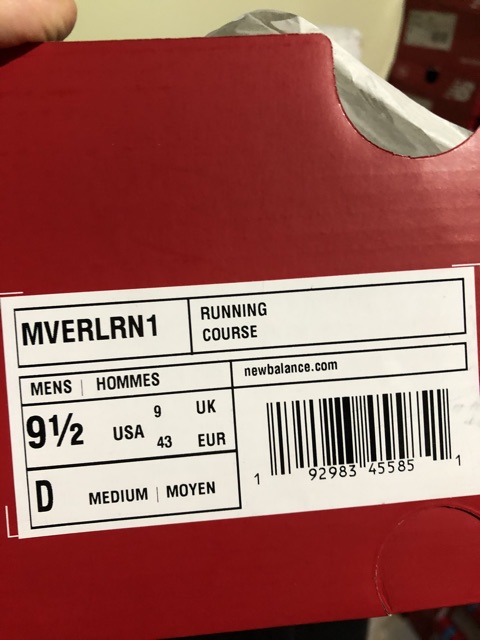 MVERLRN1
RUNNING
COURSE
MENS | HOMMES
newbalance.com
9½ USA 9 UK
43 EUR
D MEDIUM | MOYEN
1 92983 45585 1